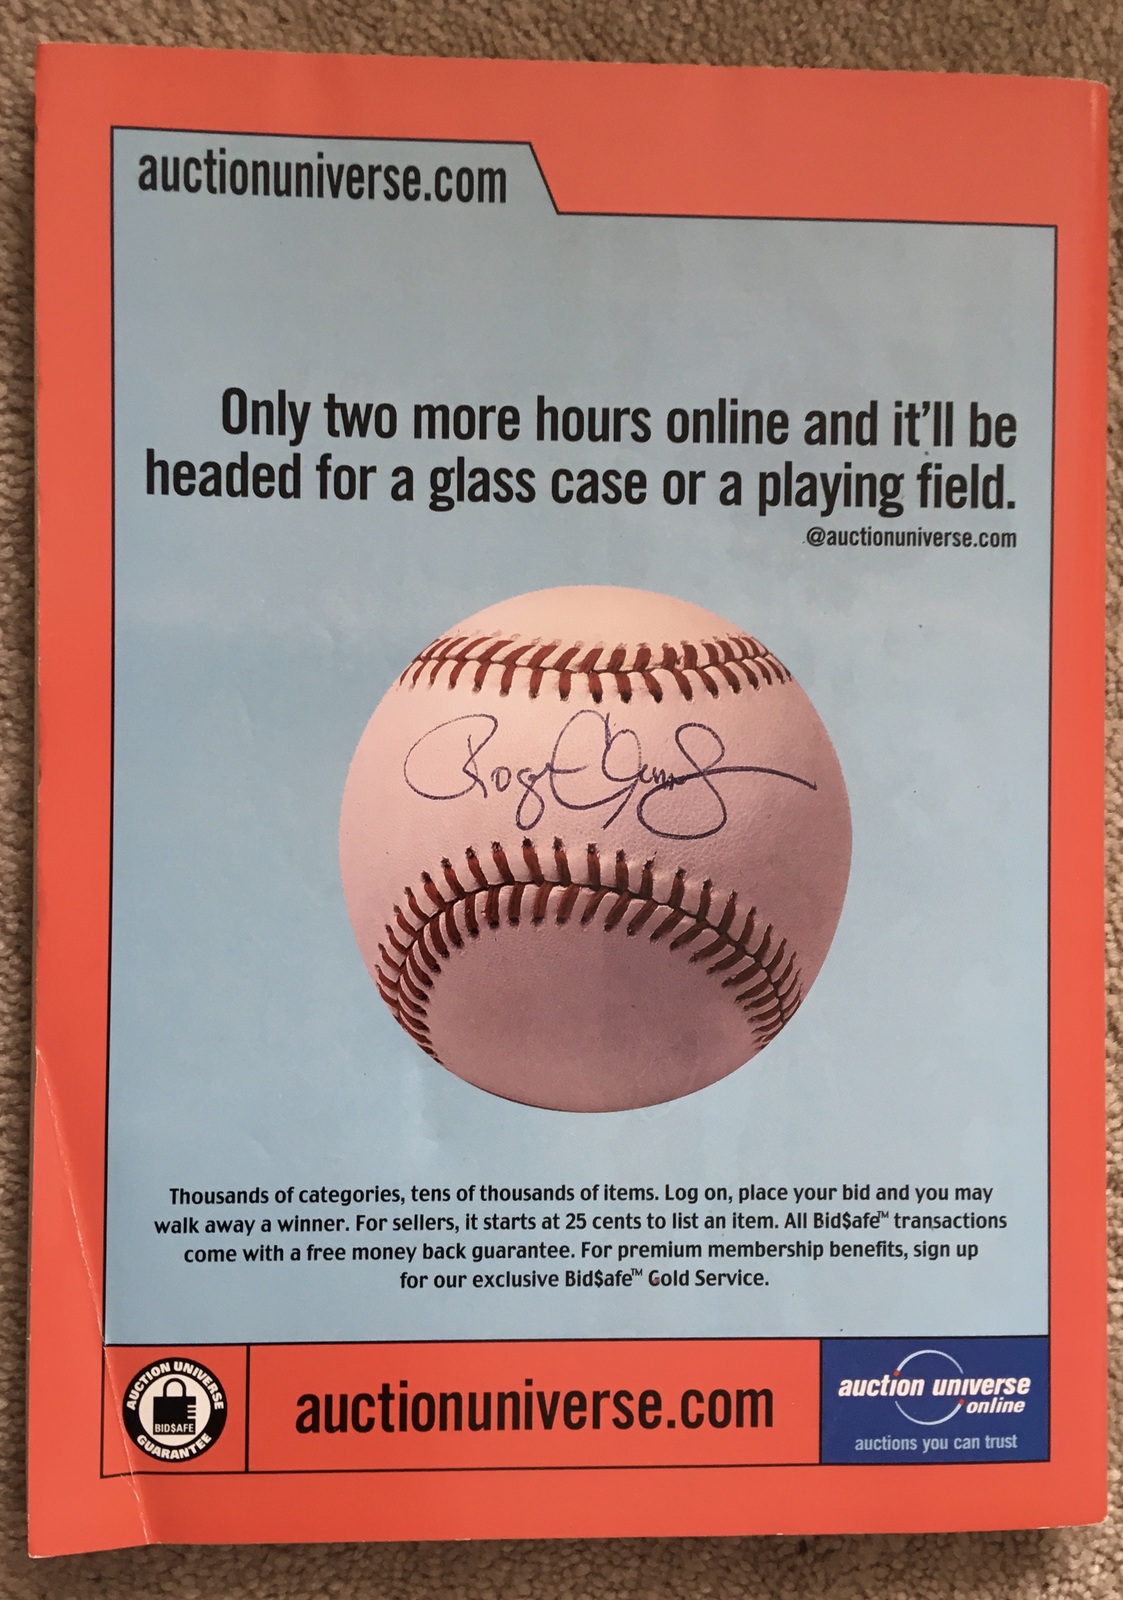 auctionuniverse.com
Only two more hours online and it'll be
headed for a glass case or a playing field.
@auctionuniverse.com
Roger Clemens
Thousands of categories, tens of thousands of items. Log on, place your bid and you may
walk away a winner. For sellers, it starts at 25 cents to list an item. All Bid$afe™ transactions
come with a free money back guarantee. For premium membership benefits, sign up
for our exclusive Bid$afe™ Gold Service.
AUCTION UNIVERSE
BID$AFE
GUARANTEE
auctionuniverse.com
auction universe
online
auctions you can trust